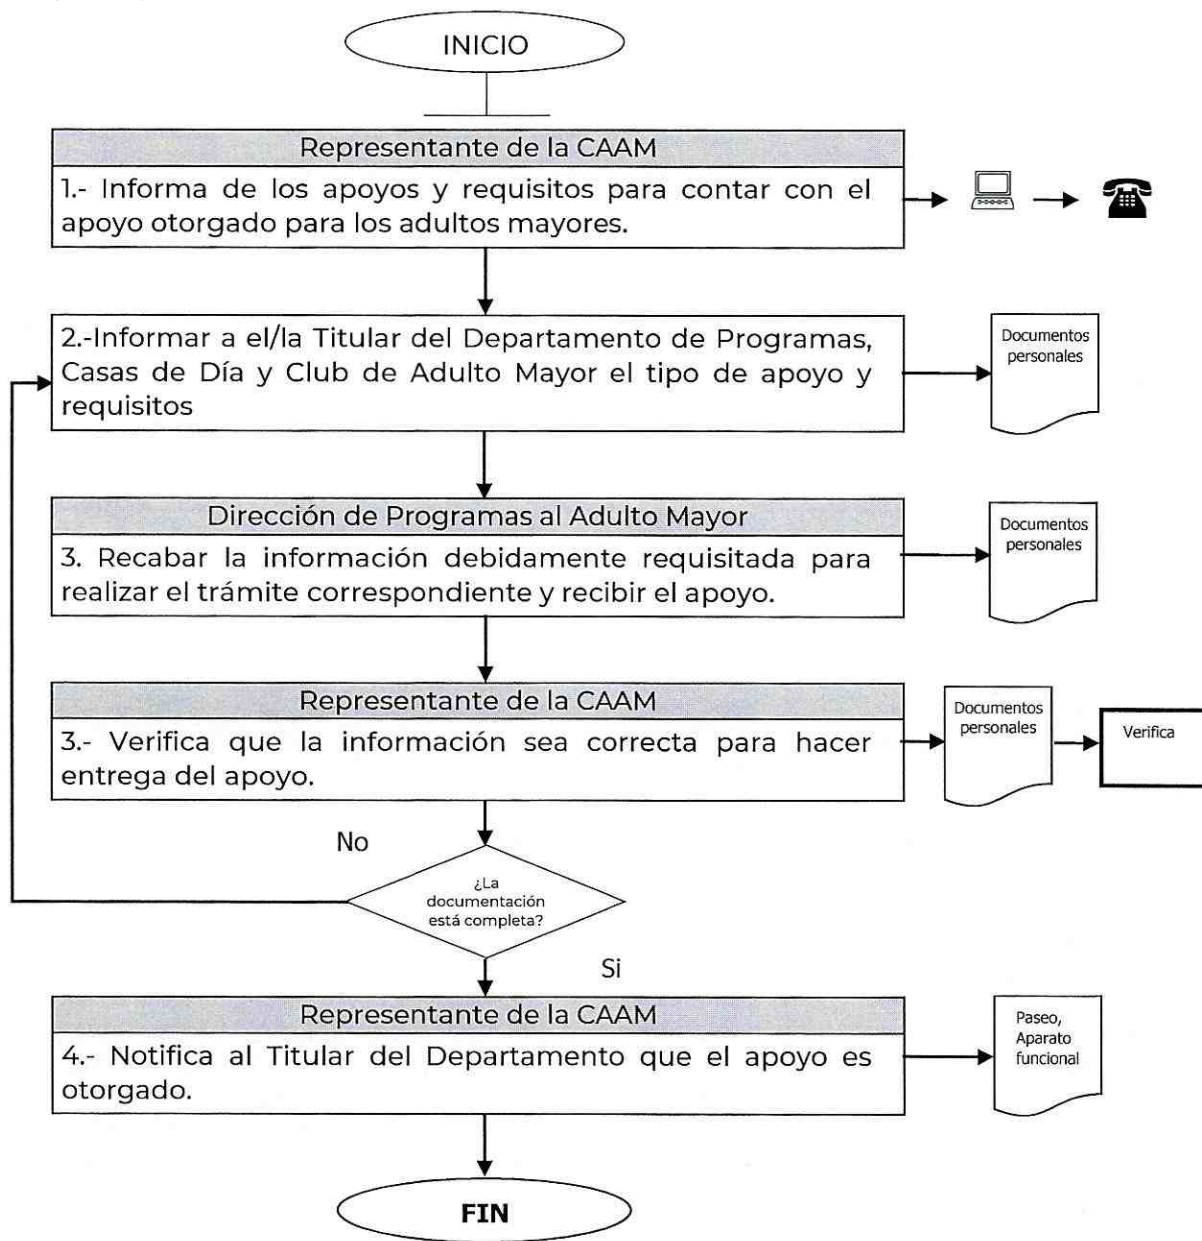 INICIO
Representante de la CAAM
1.- Informa de los apoyos y requisitos para contar con el
apoyo otorgado para los adultos mayores.
2.-Informar a el/la Titular del Departamento de Programas,
Casas de Día y Club de Adulto Mayor el tipo de apoyo y
requisitos
Documentos
personales
Dirección de Programas al Adulto Mayor
3. Recabar la información debidamente requisitada para
realizar el trámite correspondiente y recibir el apoyo.
Documentos
personales
Representante de la CAAM
3.- Verifica que la información sea correcta para hacer
entrega del apoyo.
Documentos
personales
Verifica
No
¿La
documentación
está completa?
Si
Representante de la CAAM
4.- Notifica al Titular del Departamento que el apoyo es
otorgado.
Paseo,
Aparato
funcional
FIN